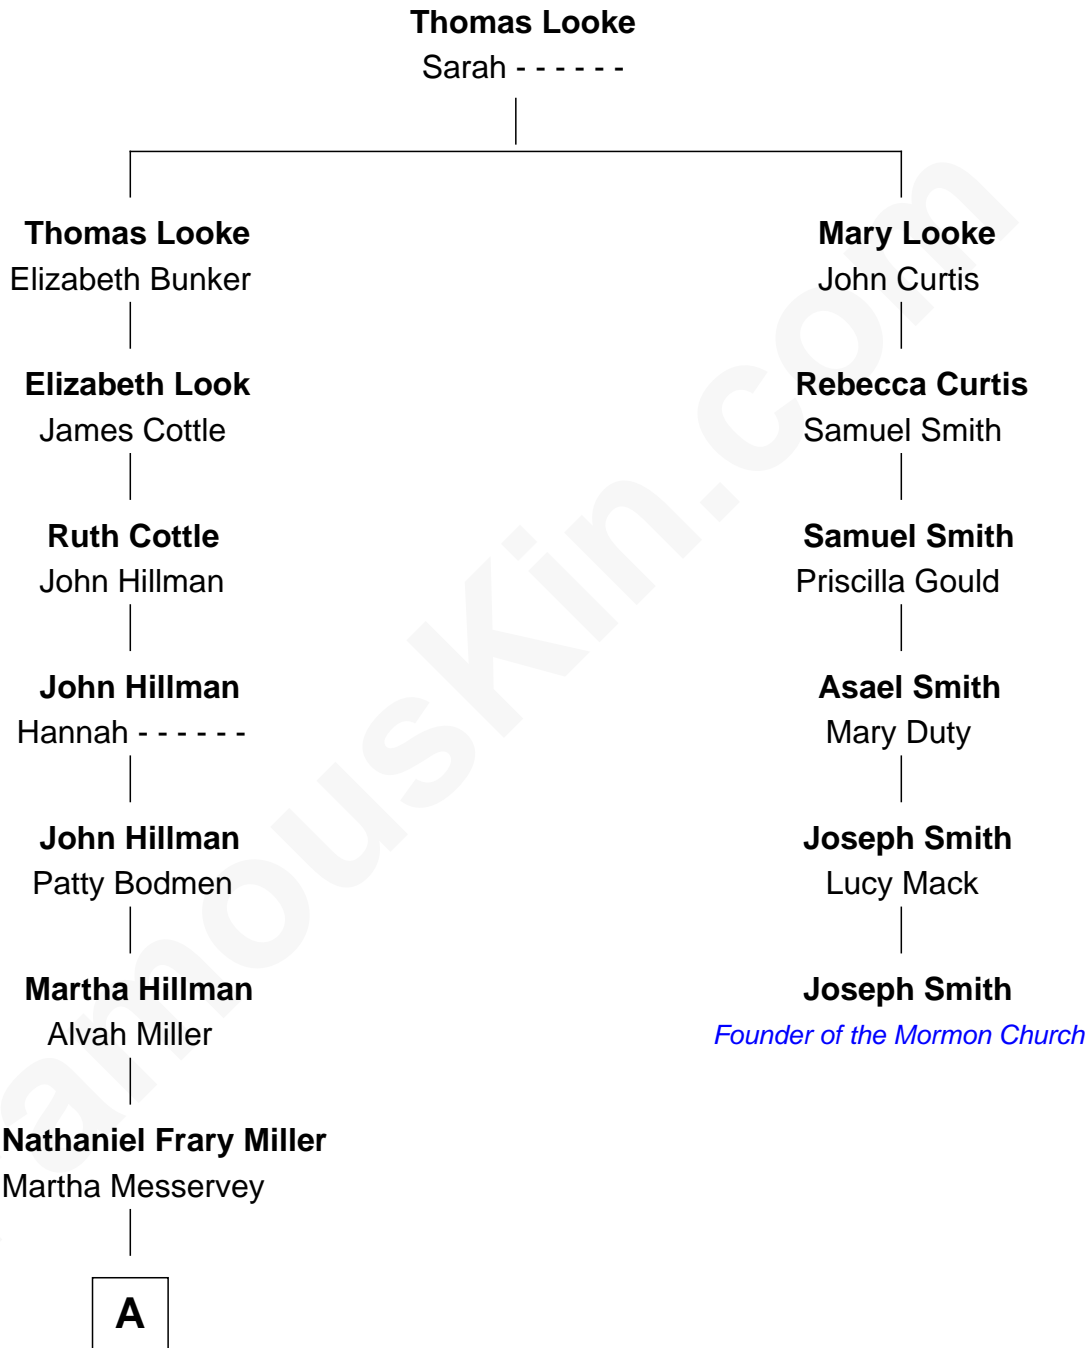 Thomas Looke
Sarah - - - - - -
Thomas Looke
Elizabeth Bunker
Mary Looke
John Curtis
Elizabeth Look
James Cottle
Rebecca Curtis
Samuel Smith
Ruth Cottle
John Hillman
Samuel Smith
Priscilla Gould
John Hillman
Hannah - - - - - -
Asael Smith
Mary Duty
John Hillman
Patty Bodmen
Joseph Smith
Lucy Mack
Martha Hillman
Alvah Miller
Joseph Smith
Founder of the Mormon Church
Nathaniel Frary Miller
Martha Messervey
A
amousKin.com